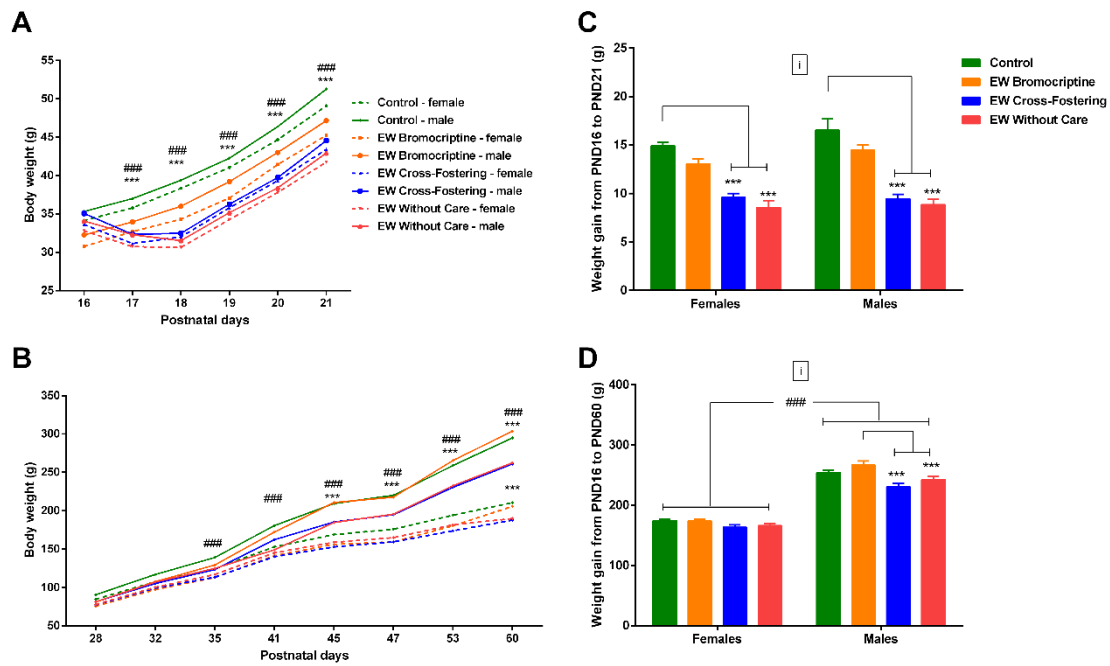 A
Body weight (g)
55
50
45
40
35
30
25
16 17 18 19 20 21
Postnatal days
### ### ### ### ###
*** *** *** *** ***
Control - female
Control - male
EW Bromocriptine - female
EW Bromocriptine - male
EW Cross-Fostering - female
EW Cross-Fostering - male
EW Without Care - female
EW Without Care - male
C
Weight gain from PND16 to PND21 (g)
25
20
15
10
5
0
i
*** *** *** ***
Females Males
Control
EW Bromocriptine
EW Cross-Fostering
EW Without Care
B
Body weight (g)
350
300
250
200
150
100
50
28 32 35 41 45 47 53 60
Postnatal days
### ### ### ### ### ###
*** *** *** ***
***
D
Weight gain from PND16 to PND60 (g)
400
300
200
100
0
i
###
*** ***
Females Males